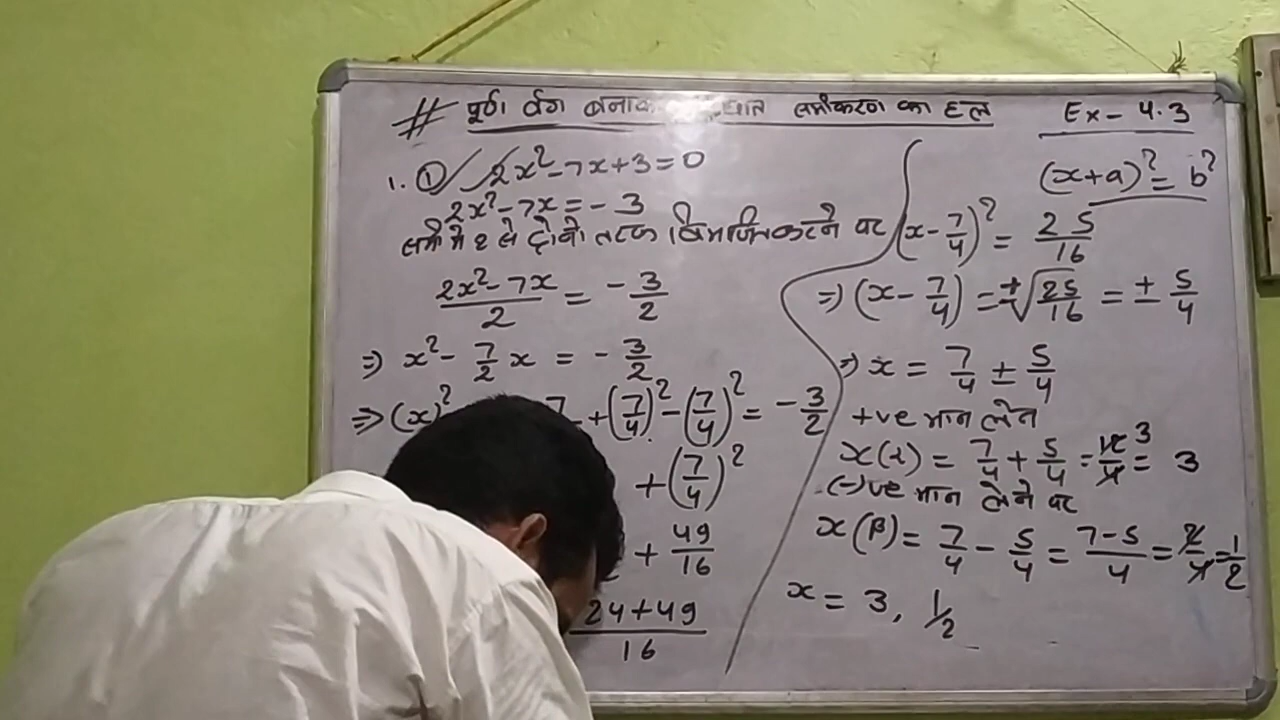 # पूर्ण वर्ग बनाक घात समीकरण का हल
Ex - 4.3
1. ① 2x² - 7x + 3 = 0
2x² - 7x = - 3
समी में 2 से दोनों तरफ विभाजित करने पर
(2x² - 7x)/2 = - 3/2
⇒ x² - 7/2 x = - 3/2
⇒ (x)² 7 + (7/4)² - (7/4)² = - 3/2
+ (7/4)²
+ 49/16
(24 + 49)/16
(x + a)² = b²
(x - 7/4)² = 25/16
⇒ (x - 7/4) = ± √(25/16) = ± 5/4
⇒ x = 7/4 ± 5/4
+ve मान लेन
x(α) = 7/4 + 5/4 = 12/4 3 = 3
(-)ve मान लेने पर
x(β) = 7/4 - 5/4 = (7 - 5)/4 = 2/4 = 1/2
x = 3, 1/2